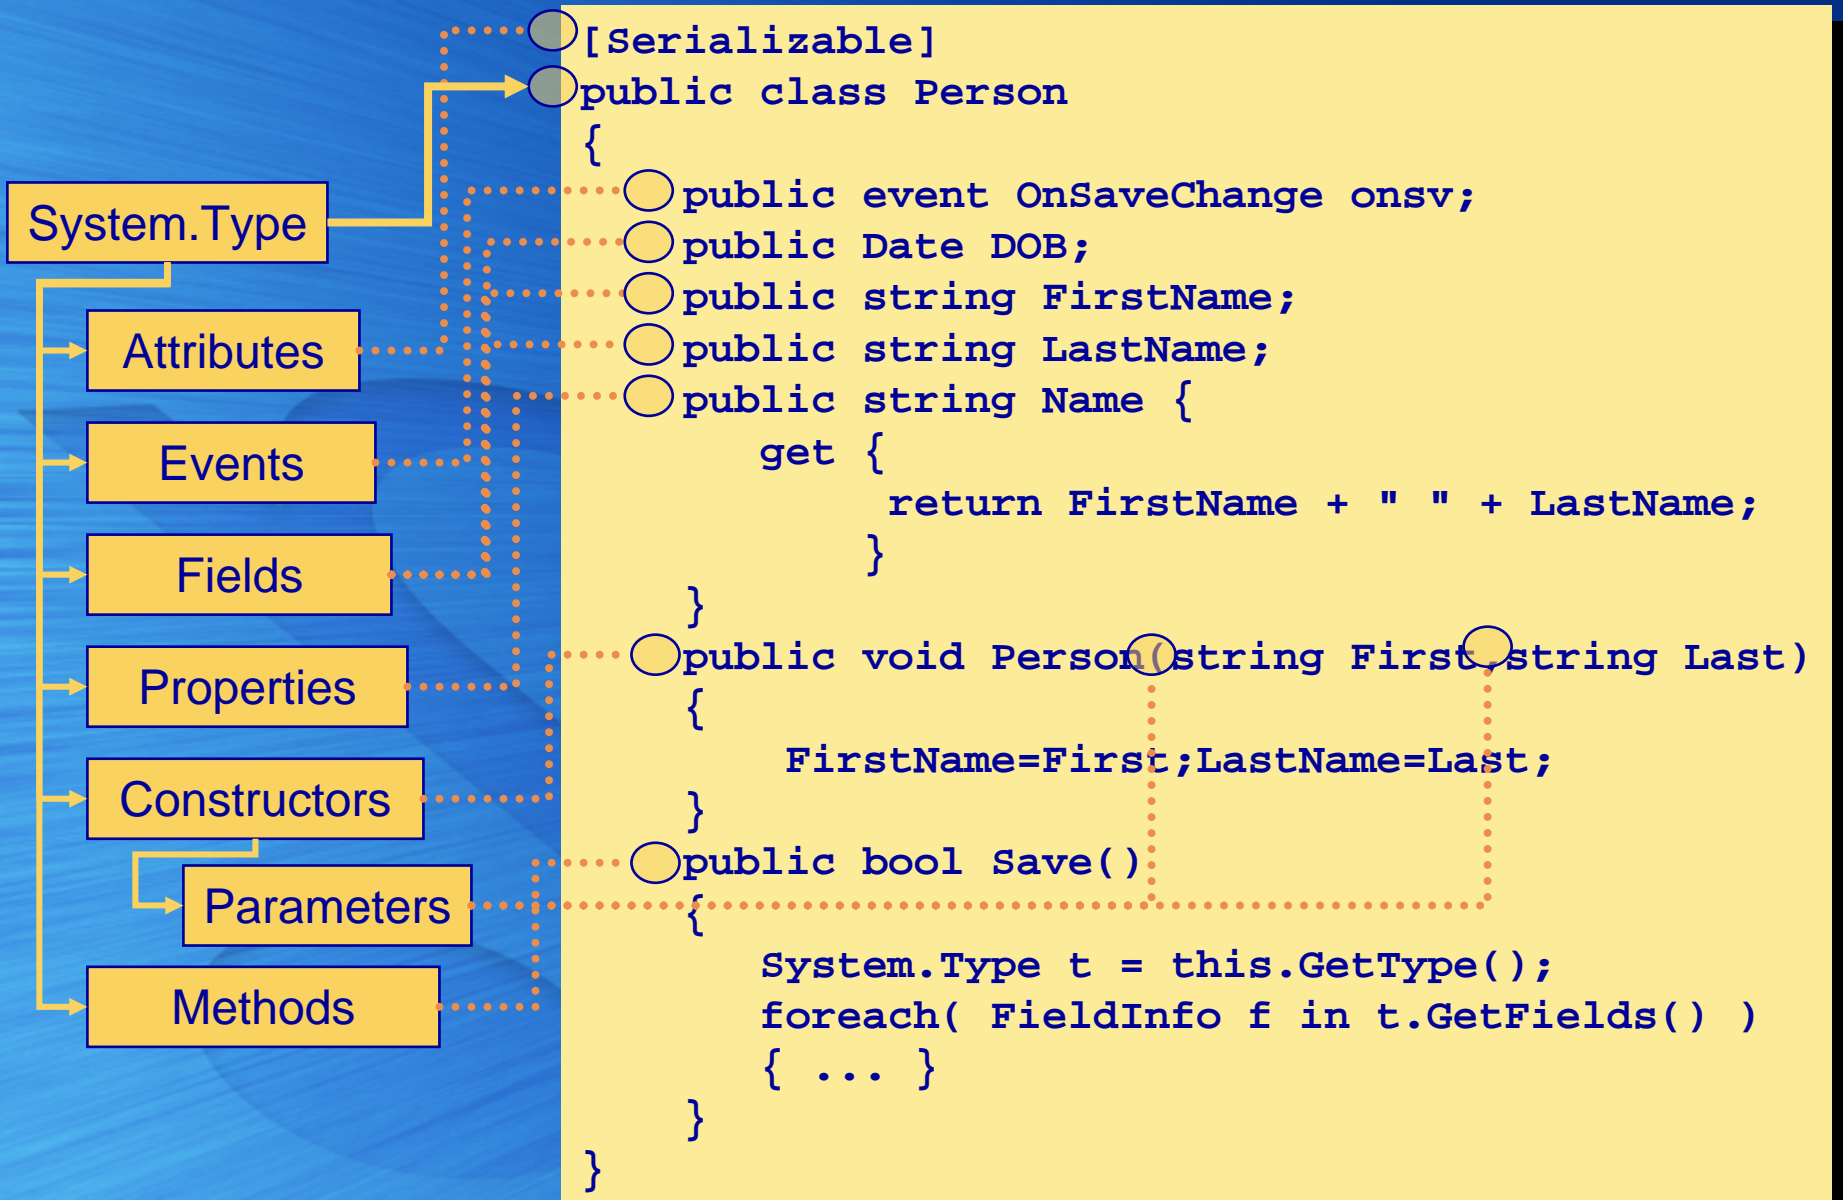 System.Type
Attributes
Events
Fields
Properties
Constructors
Parameters
Methods
[Serializable]
public class Person
{
public event OnSaveChange onsv;
public Date DOB;
public string FirstName;
public string LastName;
public string Name {
get {
return FirstName + " " + LastName;
}
}
public void Person(string First,string Last)
{
FirstName=First;LastName=Last;
}
public bool Save()
{
System.Type t = this.GetType();
foreach( FieldInfo f in t.GetFields() )
{ ... }
}
}